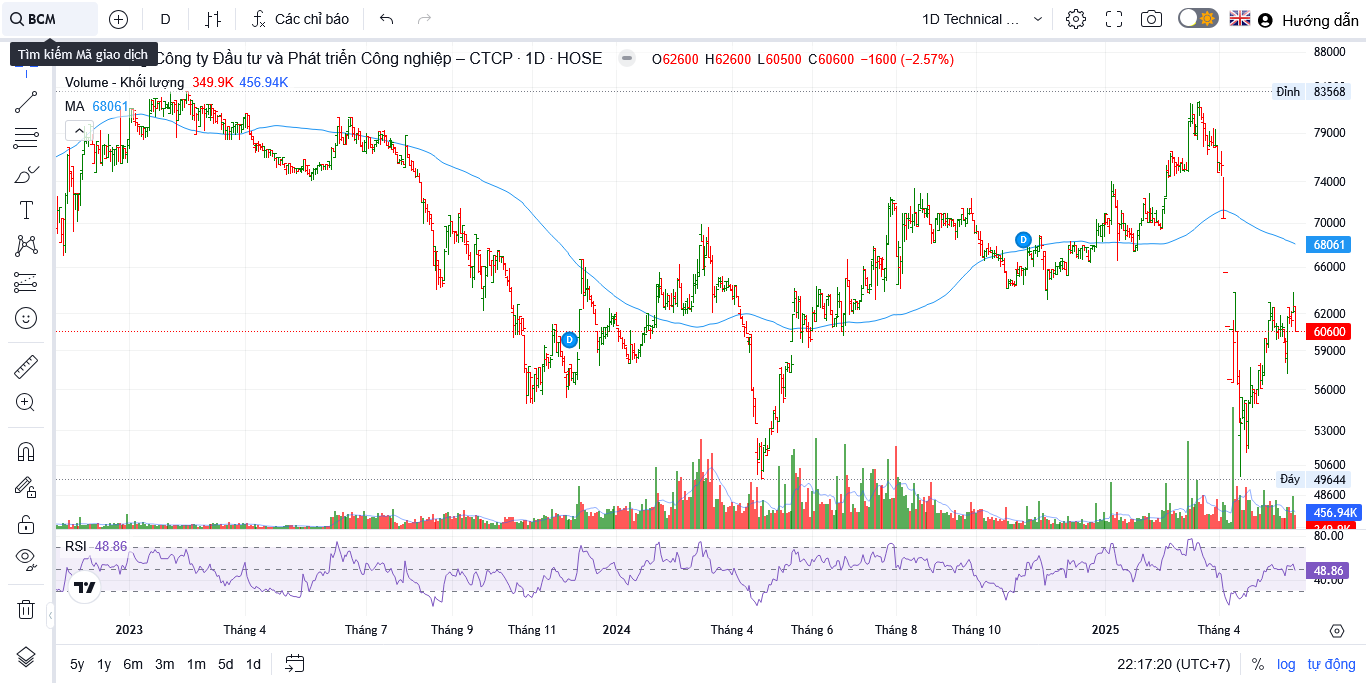 BCM
D
Các chỉ báo
1D Technical ...
Hướng dẫn
Tìm kiếm Mã giao dịch
Công ty Đầu tư và Phát triển Công nghiệp – CTCP · 1D · HOSE
O62600 H62600 L60500 C60600 −1600 (−2.57%)
Volume - Khối lượng 349.9K 456.94K
MA 68061
88000
Đỉnh 83568
79000
74000
70000
68061
66000
62000
60600
59000
56000
53000
50600
Đáy 49644
48600
456.94K
D
D
RSI 48.86
80.00
48.86
40.00
2023 Tháng 4 Tháng 7 Tháng 9 Tháng 11 2024 Tháng 4 Tháng 6 Tháng 8 Tháng 10 2025 Tháng 4
5y 1y 6m 3m 1m 5d 1d
22:17:20 (UTC+7) % log tự động